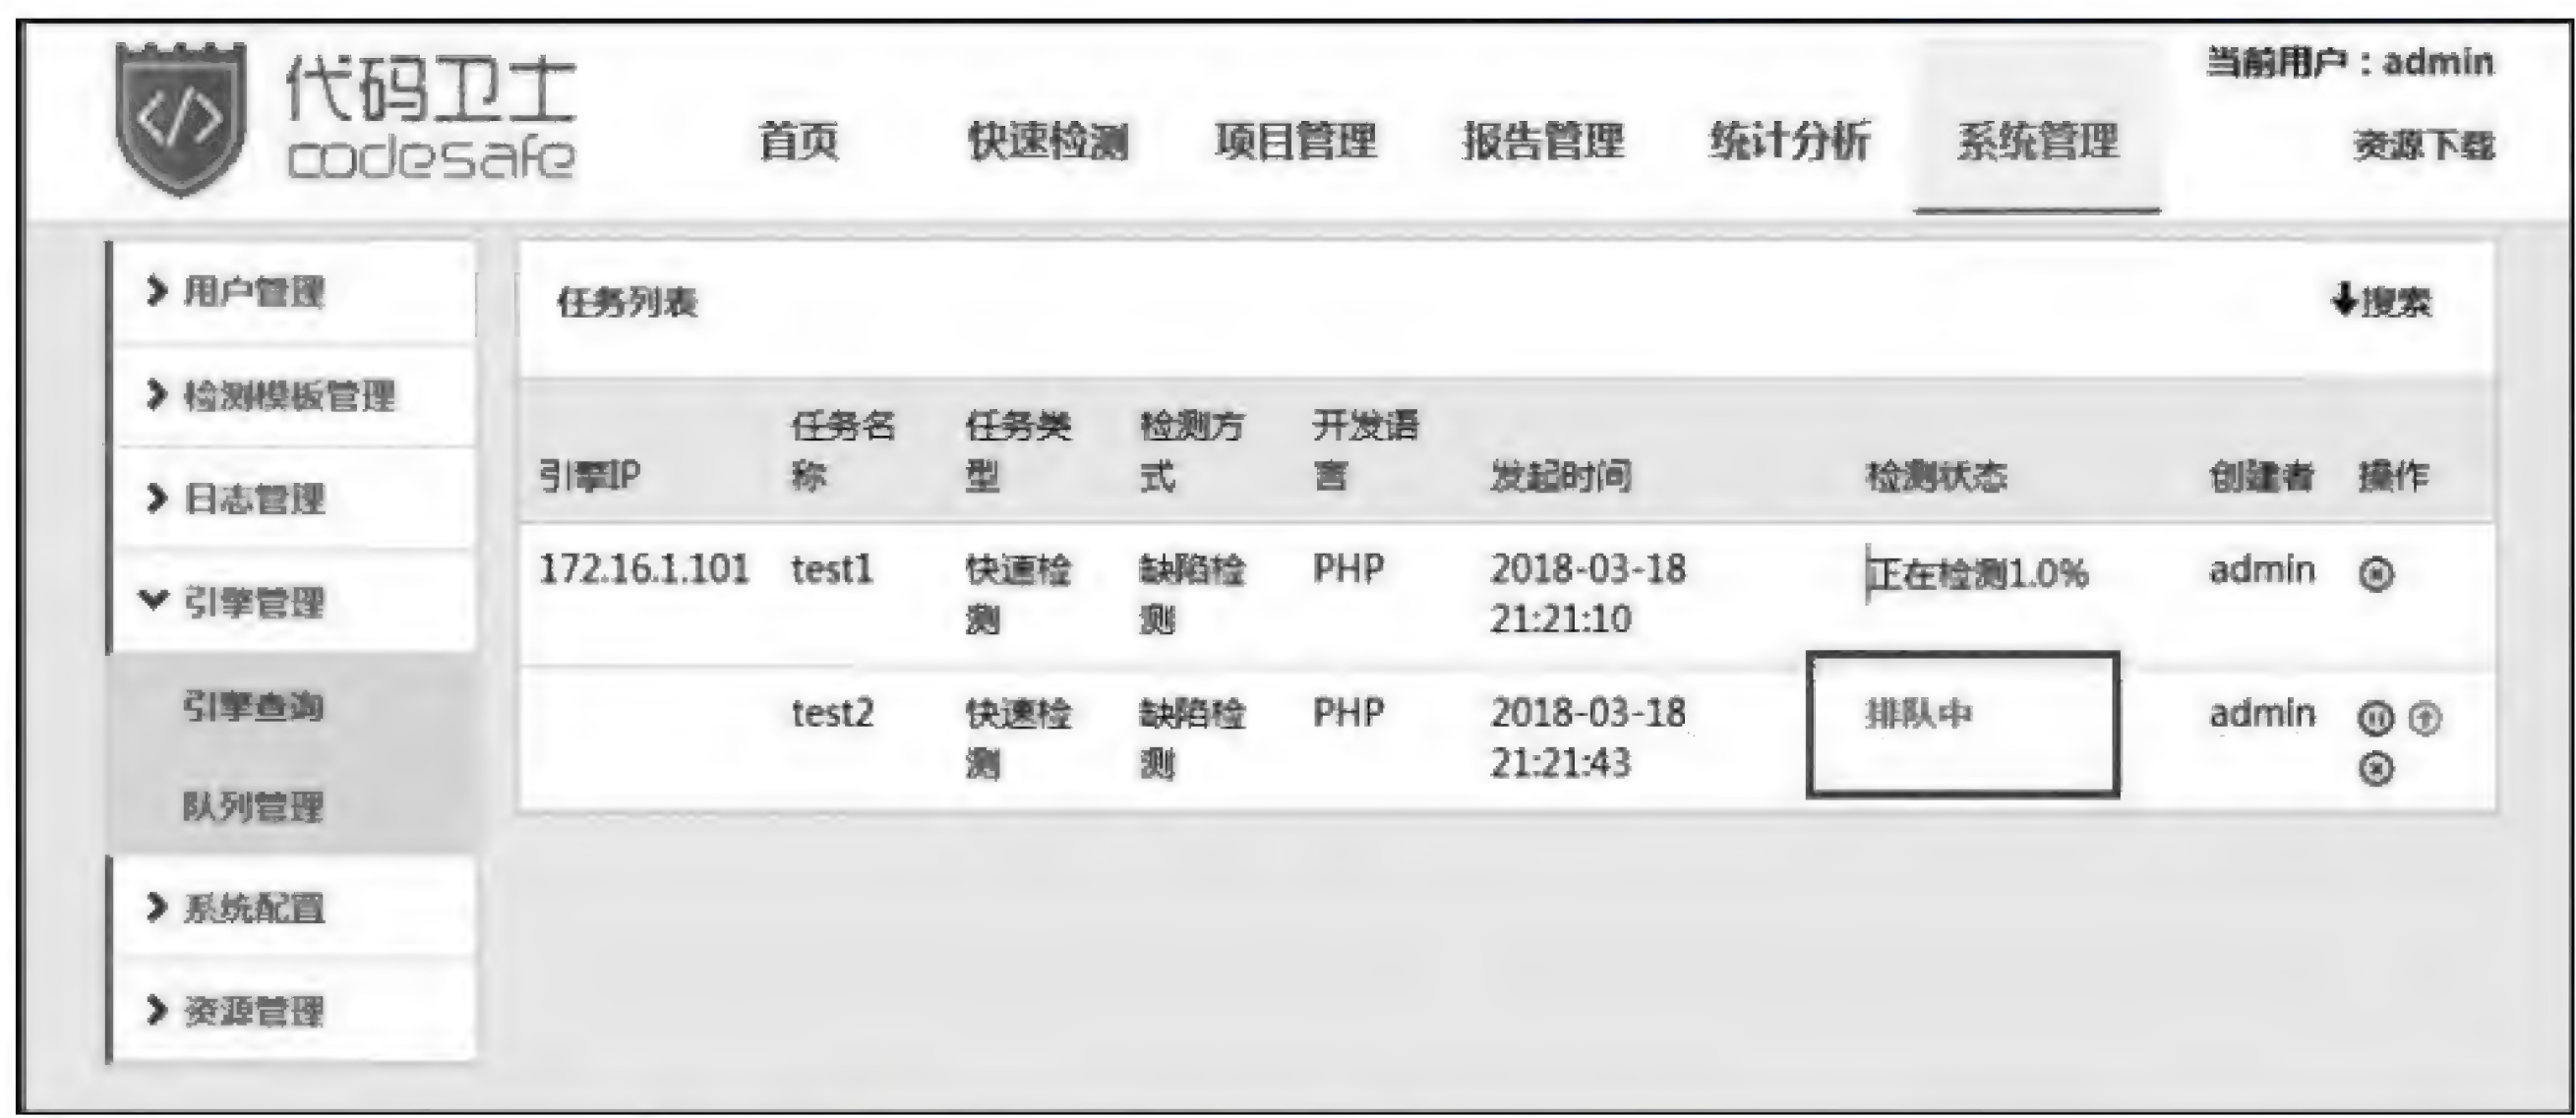 代码卫士
codesafe
当前用户：admin
首页 快速检测 项目管理 报告管理 统计分析 系统管理 资源下载
用户管理
检测模板管理
日志管理
引擎管理
引擎查询
队列管理
系统配置
资源管理
任务列表 搜索
引擎IP 任务名称 任务类型 检测方式 开发语言 发起时间 检测状态 创建者 操作
172.16.1.101 test1 快速检测 缺陷检测 PHP 2018-03-18 21:21:10 正在检测1.0% admin
test2 快速检测 缺陷检测 PHP 2018-03-18 21:21:43 排队中 admin